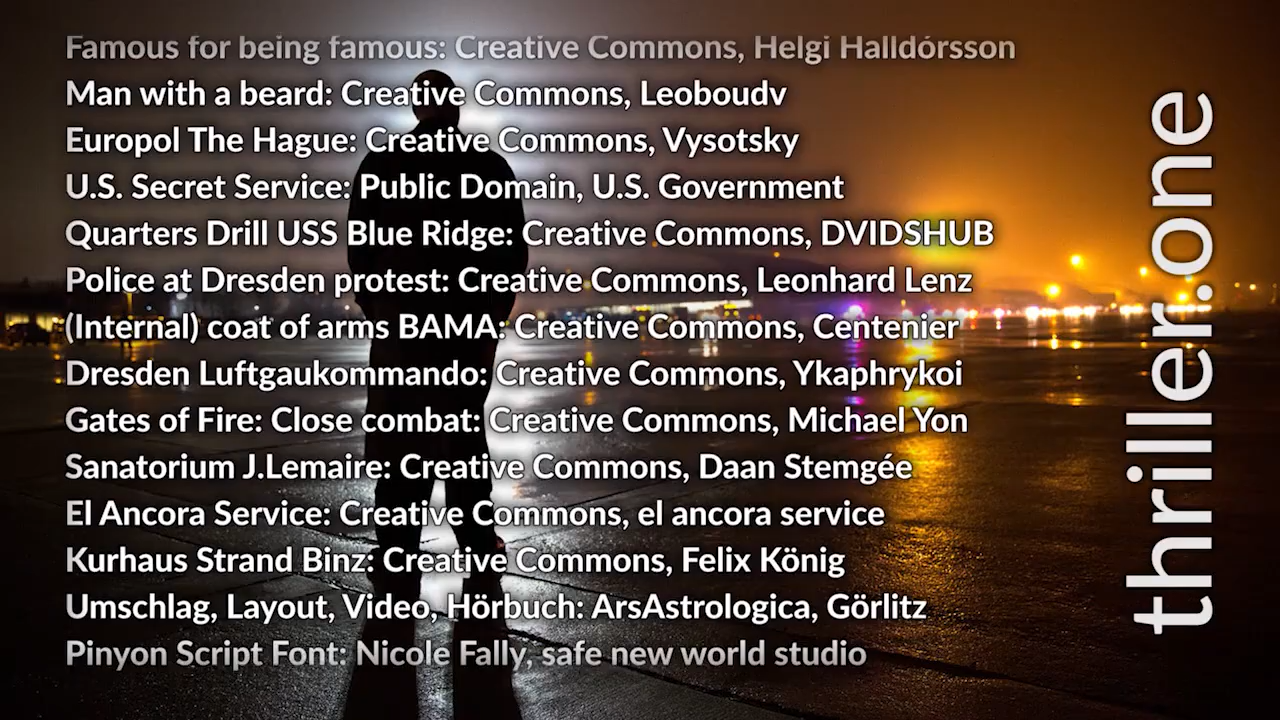 Famous for being famous: Creative Commons, Helgi Halldórsson
Man with a beard: Creative Commons, Leoboudv
Europol The Hague: Creative Commons, Vysotsky
U.S. Secret Service: Public Domain, U.S. Government
Quarters Drill USS Blue Ridge: Creative Commons, DVIDSHUB
Police at Dresden protest: Creative Commons, Leonhard Lenz
(Internal) coat of arms BAMA: Creative Commons, Centenier
Dresden Luftgaukommando: Creative Commons, Ykaphrykoi
Gates of Fire: Close combat: Creative Commons, Michael Yon
Sanatorium J.Lemaire: Creative Commons, Daan Stemgée
El Ancora Service: Creative Commons, el ancora service
Kurhaus Strand Binz: Creative Commons, Felix König
Umschlag, Layout, Video, Hörbuch: ArsAstrologica, Görlitz
Pinyon Script Font: Nicole Fally, safe new world studio
thriller.one